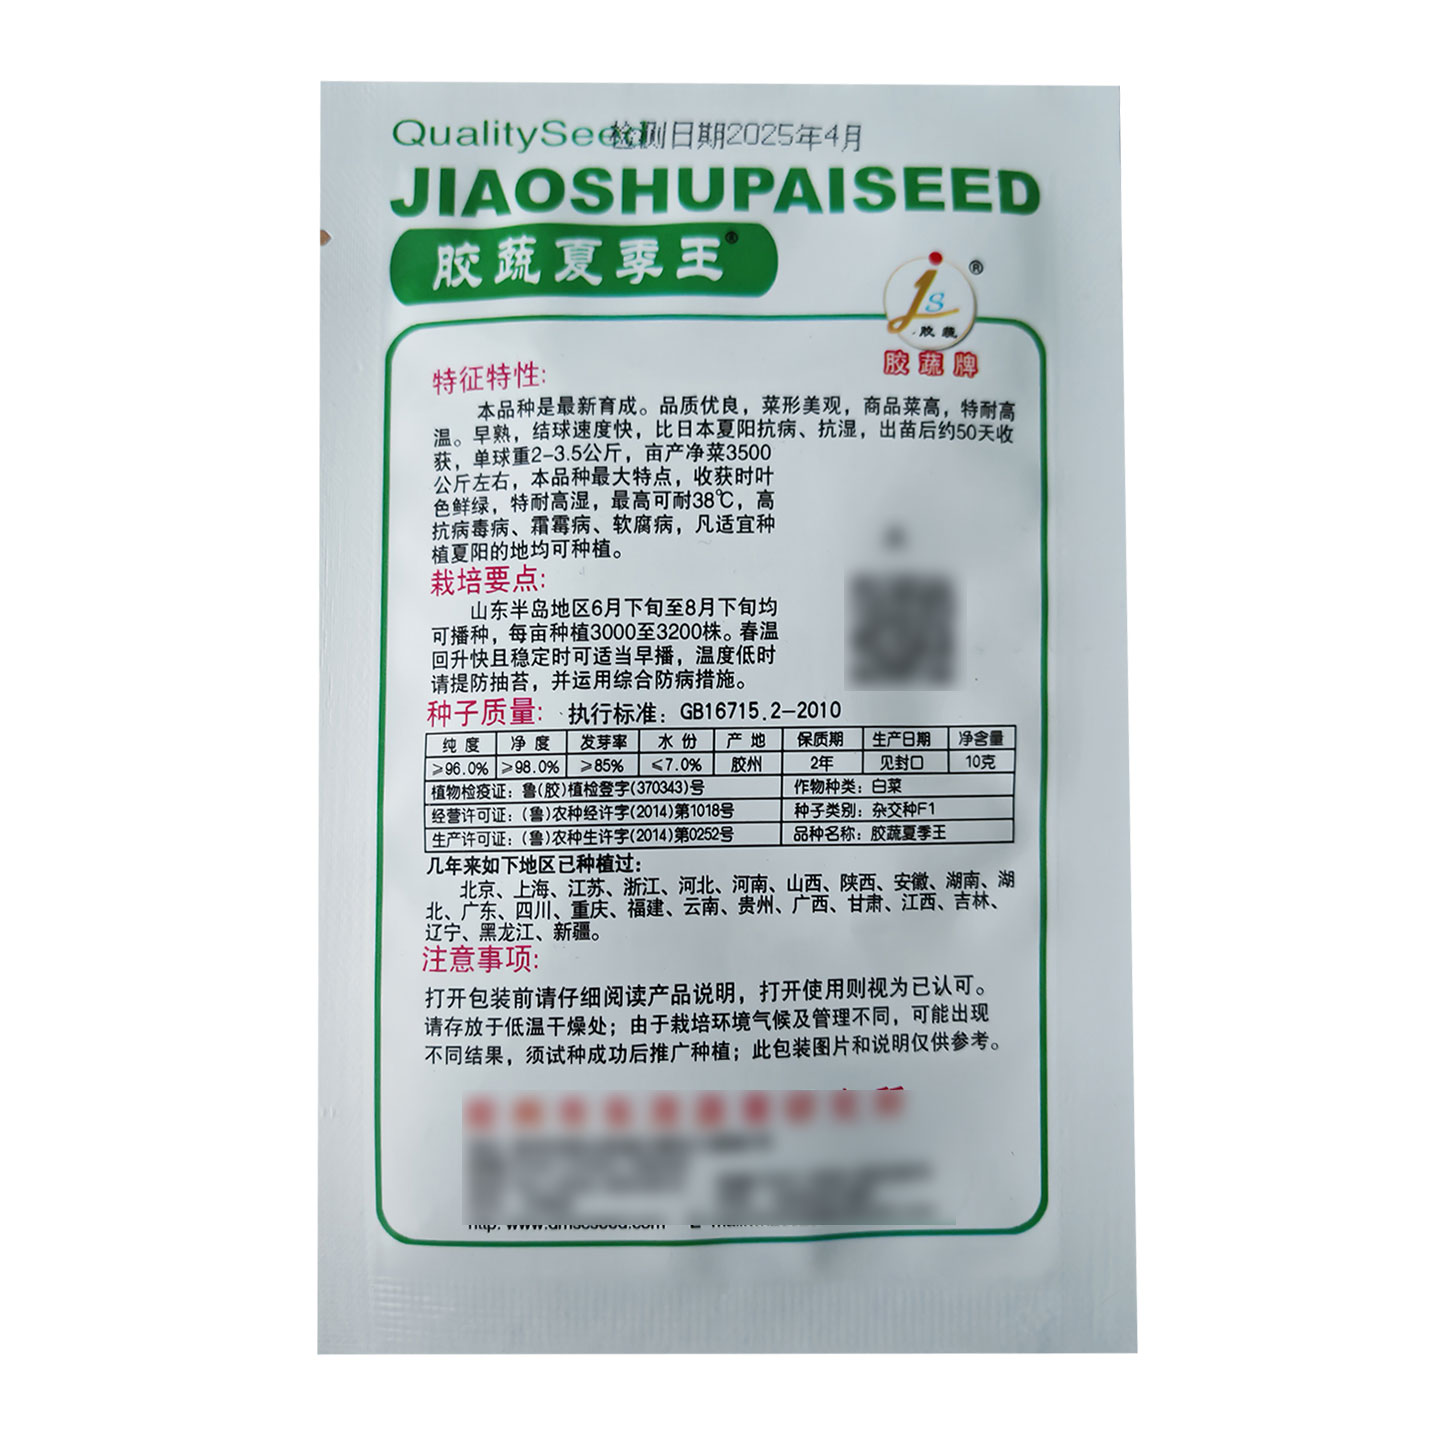 QualitySeed 检测日期2025年4月
JIAOSHUPAISEED
胶蔬夏季王®
js ®
胶蔬
胶蔬牌
特征特性:
本品种是最新育成。品质优良，菜形美观，商品菜高，特耐高
温。早熟，结球速度快，比日本夏阳抗病、抗湿，出苗后约50天收
获，单球重2-3.5公斤，亩产净菜3500
公斤左右，本品种最大特点，收获时叶
色鲜绿，特耐高湿，最高可耐38℃，高
抗病毒病、霜霉病、软腐病，凡适宜种
植夏阳的地均可种植。
栽培要点:
山东半岛地区6月下旬至8月下旬均
可播种，每亩种植3000至3200株。春温
回升快且稳定时可适当早播，温度低时
请提防抽苔，并运用综合防病措施。
种子质量: 执行标准：GB16715.2-2010
纯 度 净 度 发芽率 水 份 产 地 保质期 生产日期 净含量
≥96.0% ≥98.0% ≥85% ≤7.0% 胶州 2年 见封口 10克
植物检疫证：鲁(胶)植检登字(370343)号 作物种类：白菜
经营许可证：(鲁)农种经许字(2014)第1018号 种子类别：杂交种F1
生产许可证：(鲁)农种生许字(2014)第0252号 品种名称：胶蔬夏季王
几年来如下地区已种植过：
北京、上海、江苏、浙江、河北、河南、山西、陕西、安徽、湖南、湖
北、广东、四川、重庆、福建、云南、贵州、广西、甘肃、江西、吉林、
辽宁、黑龙江、新疆。
注意事项:
打开包装前请仔细阅读产品说明，打开使用则视为已认可。
请存放于低温干燥处；由于栽培环境气候及管理不同，可能出现
不同结果，须试种成功后推广种植；此包装图片和说明仅供参考。